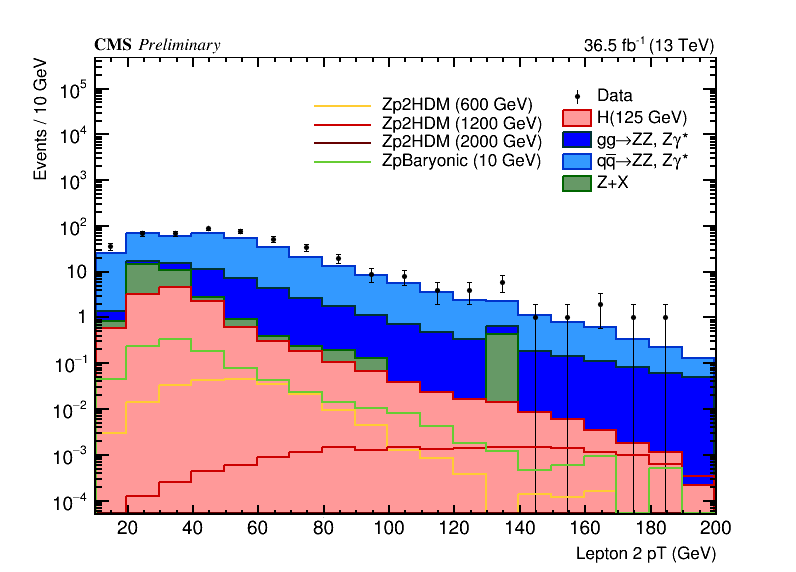 CMS Preliminary
36.5 fb⁻¹ (13 TeV)
Events / 10 GeV
10⁵
10⁴
10³
10²
10
1
10⁻¹
10⁻²
10⁻³
10⁻⁴
Zp2HDM (600 GeV)
Zp2HDM (1200 GeV)
Zp2HDM (2000 GeV)
ZpBaryonic (10 GeV)
Data
H(125 GeV)
gg→ZZ, Zγ*
qq̅→ZZ, Zγ*
Z+X
20 40 60 80 100 120 140 160 180 200
Lepton 2 pT (GeV)